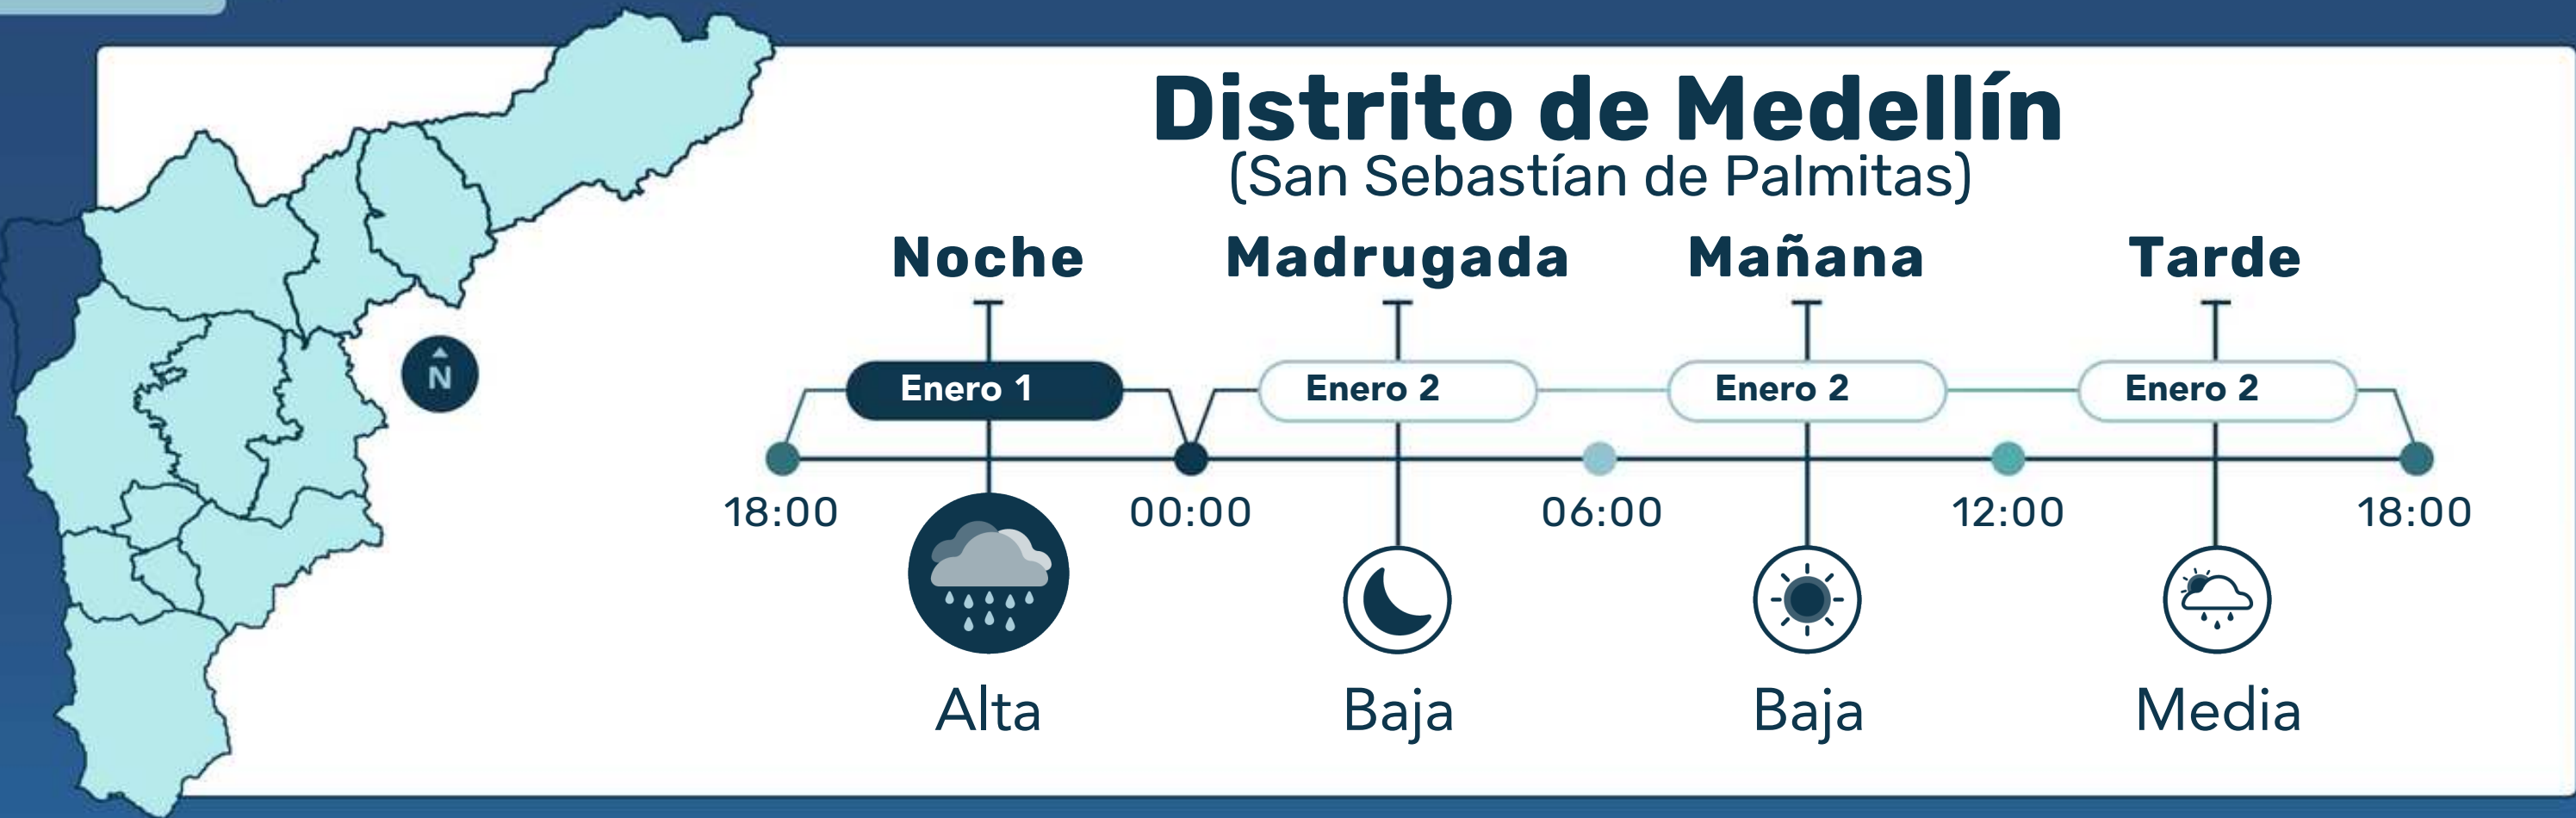 Distrito de Medellín
(San Sebastían de Palmitas)
Noche Madrugada Mañana Tarde
N
Enero 1 Enero 2 Enero 2 Enero 2
18:00 00:00 06:00 12:00 18:00
Alta Baja Baja Media